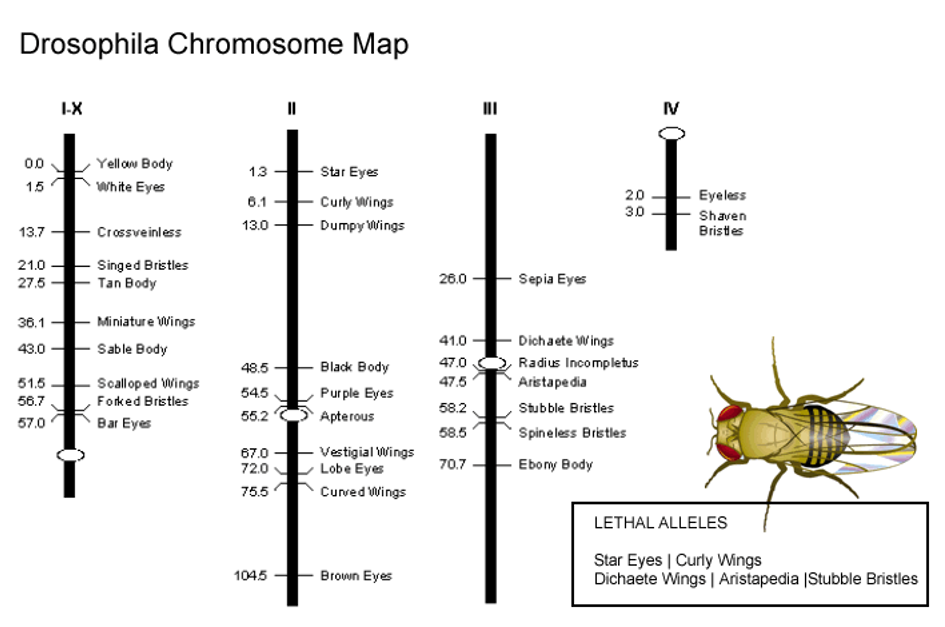 Drosophila Chromosome Map
I-X
0.0 Yellow Body
1.5 White Eyes
13.7 Crossveinless
21.0 Singed Bristles
27.5 Tan Body
36.1 Miniature Wings
43.0 Sable Body
51.5 Scalloped Wings
56.7 Forked Bristles
57.0 Bar Eyes
II
1.3 Star Eyes
6.1 Curly Wings
13.0 Dumpy Wings
48.5 Black Body
54.5 Purple Eyes
55.2 Apterous
67.0 Vestigial Wings
72.0 Lobe Eyes
75.5 Curved Wings
104.5 Brown Eyes
III
26.0 Sepia Eyes
41.0 Dichaete Wings
47.0 Radius Incompletus
47.5 Aristapedia
58.2 Stubble Bristles
58.5 Spineless Bristles
70.7 Ebony Body
IV
2.0 Eyeless
3.0 Shaven
Bristles
LETHAL ALLELES
Star Eyes | Curly Wings
Dichaete Wings | Aristapedia |Stubble Bristles